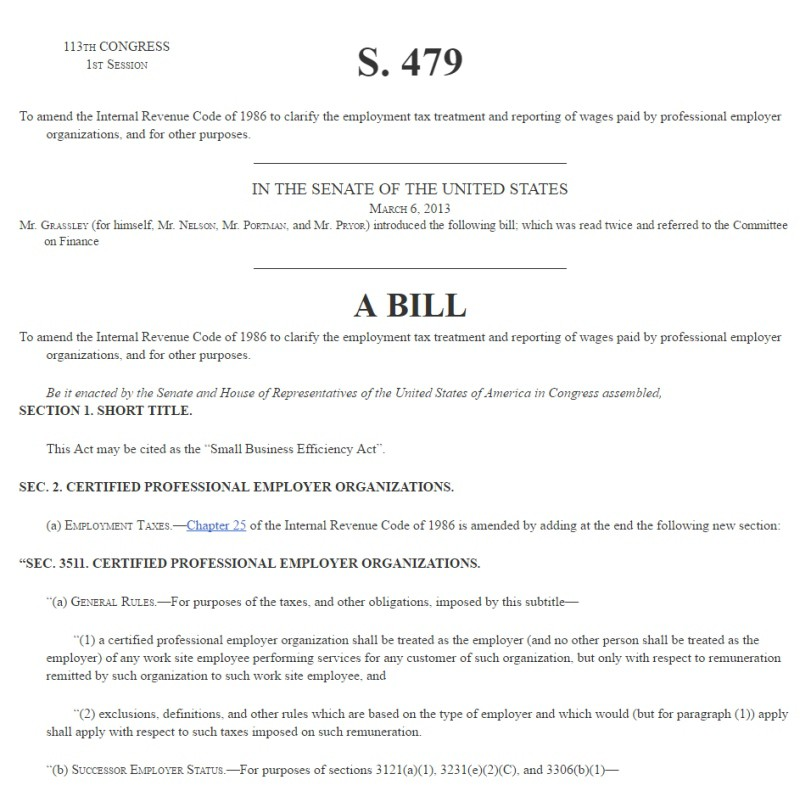 113TH CONGRESS
1ST SESSION
S. 479
To amend the Internal Revenue Code of 1986 to clarify the employment tax treatment and reporting of wages paid by professional employer
organizations, and for other purposes.
IN THE SENATE OF THE UNITED STATES
MARCH 6, 2013
Mr. GRASSLEY (for himself, Mr. NELSON, Mr. PORTMAN, and Mr. PRYOR) introduced the following bill; which was read twice and referred to the Committee
on Finance
A BILL
To amend the Internal Revenue Code of 1986 to clarify the employment tax treatment and reporting of wages paid by professional employer
organizations, and for other purposes.
Be it enacted by the Senate and House of Representatives of the United States of America in Congress assembled,
SECTION 1. SHORT TITLE.
This Act may be cited as the “Small Business Efficiency Act”.
SEC. 2. CERTIFIED PROFESSIONAL EMPLOYER ORGANIZATIONS.
(a) EMPLOYMENT TAXES.—Chapter 25 of the Internal Revenue Code of 1986 is amended by adding at the end the following new section:
“SEC. 3511. CERTIFIED PROFESSIONAL EMPLOYER ORGANIZATIONS.
“(a) GENERAL RULES.—For purposes of the taxes, and other obligations, imposed by this subtitle—
“(1) a certified professional employer organization shall be treated as the employer (and no other person shall be treated as the
employer) of any work site employee performing services for any customer of such organization, but only with respect to remuneration
remitted by such organization to such work site employee, and
“(2) exclusions, definitions, and other rules which are based on the type of employer and which would (but for paragraph (1)) apply
shall apply with respect to such taxes imposed on such remuneration.
“(b) SUCCESSOR EMPLOYER STATUS.—For purposes of sections 3121(a)(1), 3231(e)(2)(C), and 3306(b)(1)—